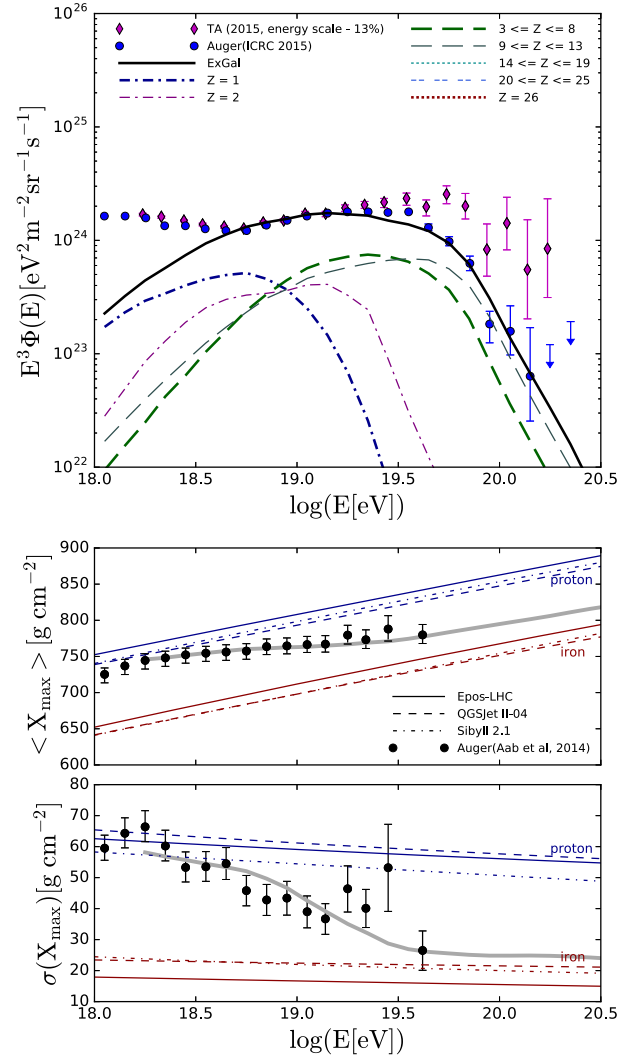 10^26
10^25
10^24
10^23
10^22
E^3Φ(E)[eV^2m^−2sr^−1s^−1]
TA (2015, energy scale - 13%)
Auger(ICRC 2015)
ExGal
Z = 1
Z = 2
3 <= Z <= 8
9 <= Z <= 13
14 <= Z <= 19
20 <= Z <= 25
Z = 26
18.0 18.5 19.0 19.5 20.0 20.5
log(E[eV])
900
850
800
750
700
650
600
< X_max > [g cm^−2]
proton
iron
Epos-LHC
QGSJet II-04
Sibyll 2.1
Auger(Aab et al, 2014)
80
70
60
50
40
30
20
10
σ(X_max)[g cm^−2]
proton
iron
18.0 18.5 19.0 19.5 20.0 20.5
log(E[eV])